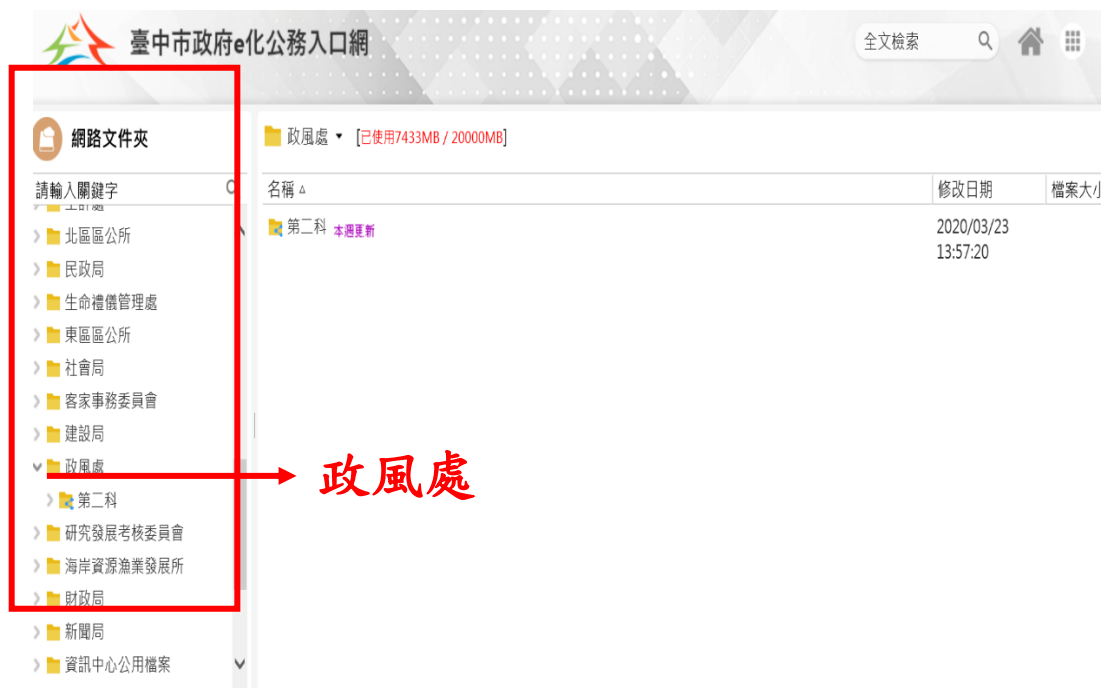 臺中市政府e化公務入口網
全文檢索
網路文件夾
請輸入關鍵字
主計處
北區區公所
民政局
生命禮儀管理處
東區區公所
社會局
客家事務委員會
建設局
政風處
第二科
研究發展考核委員會
海岸資源漁業發展所
財政局
新聞局
資訊中心公用檔案
政風處 [已使用7433MB / 20000MB]
名稱 修改日期 檔案大小
第二科 本週更新 2020/03/23
13:57:20
政風處